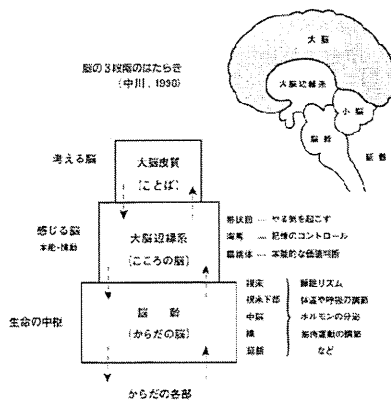 脳の3段階のはたらき
(中川, 1998)
大脳
大脳辺縁系
小脳
脳幹
延髄
考える脳
大脳皮質
(ことば)
感じる脳
本能・情動
大脳辺縁系
(こころの脳)
帯状回 … やる気を起こす
海馬 … 記憶のコントロール
扁桃体 … 本能的な価値判断
生命の中枢
脳幹
(からだの脳)
視床
視床下部
中脳
橋
延髄
睡眠リズム
体温や呼吸の調節
ホルモンの分泌
筋肉運動の調節
など
からだの各部